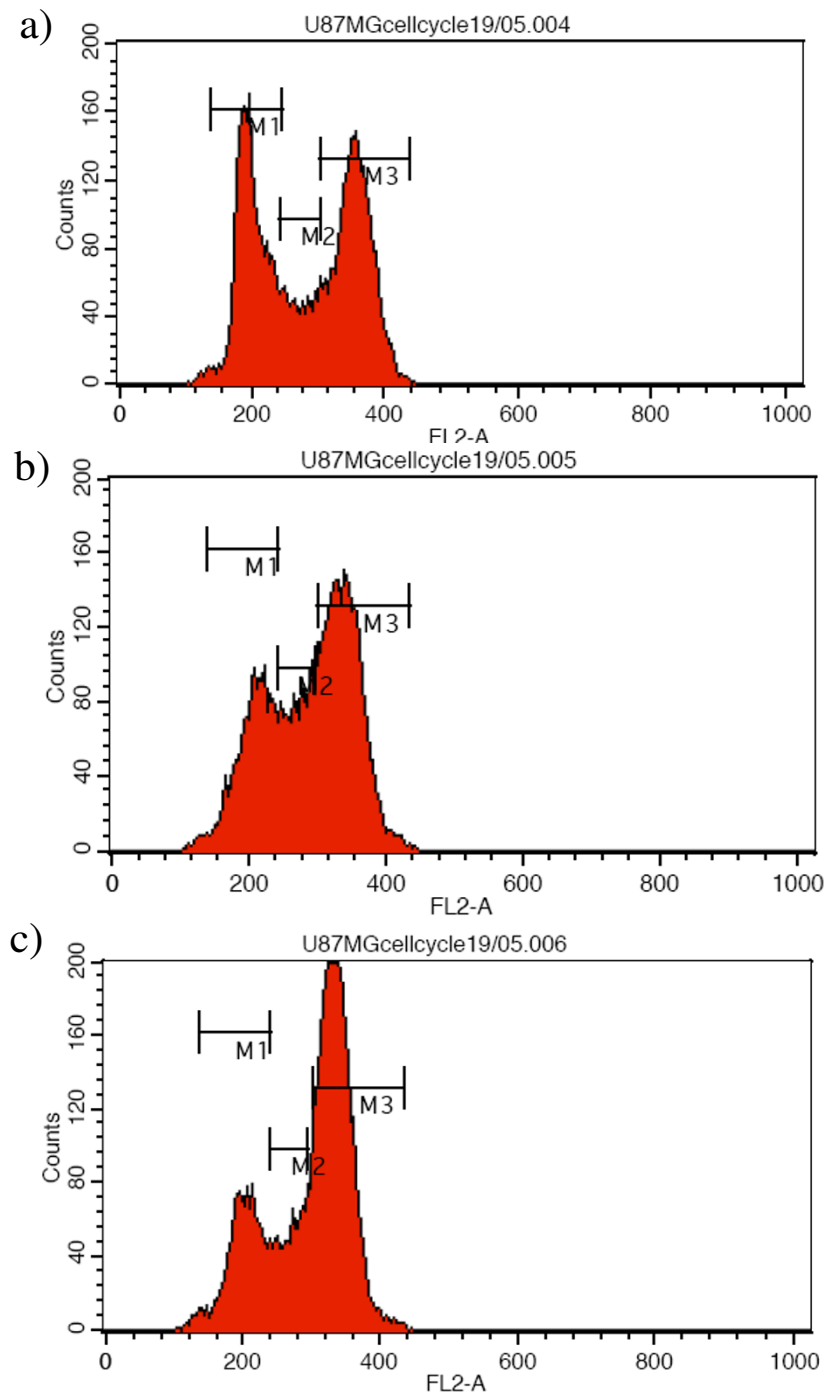 a)
U87MGcellcycle19/05.004
Counts
200
160
120
80
40
0
M1
M2
M3
0 200 400 600 800 1000
FL2-A
b)
U87MGcellcycle19/05.005
Counts
200
160
120
80
40
0
M1
M2
M3
0 200 400 600 800 1000
FL2-A
c)
U87MGcellcycle19/05.006
Counts
200
160
120
80
40
0
M1
M2
M3
0 200 400 600 800 1000
FL2-A